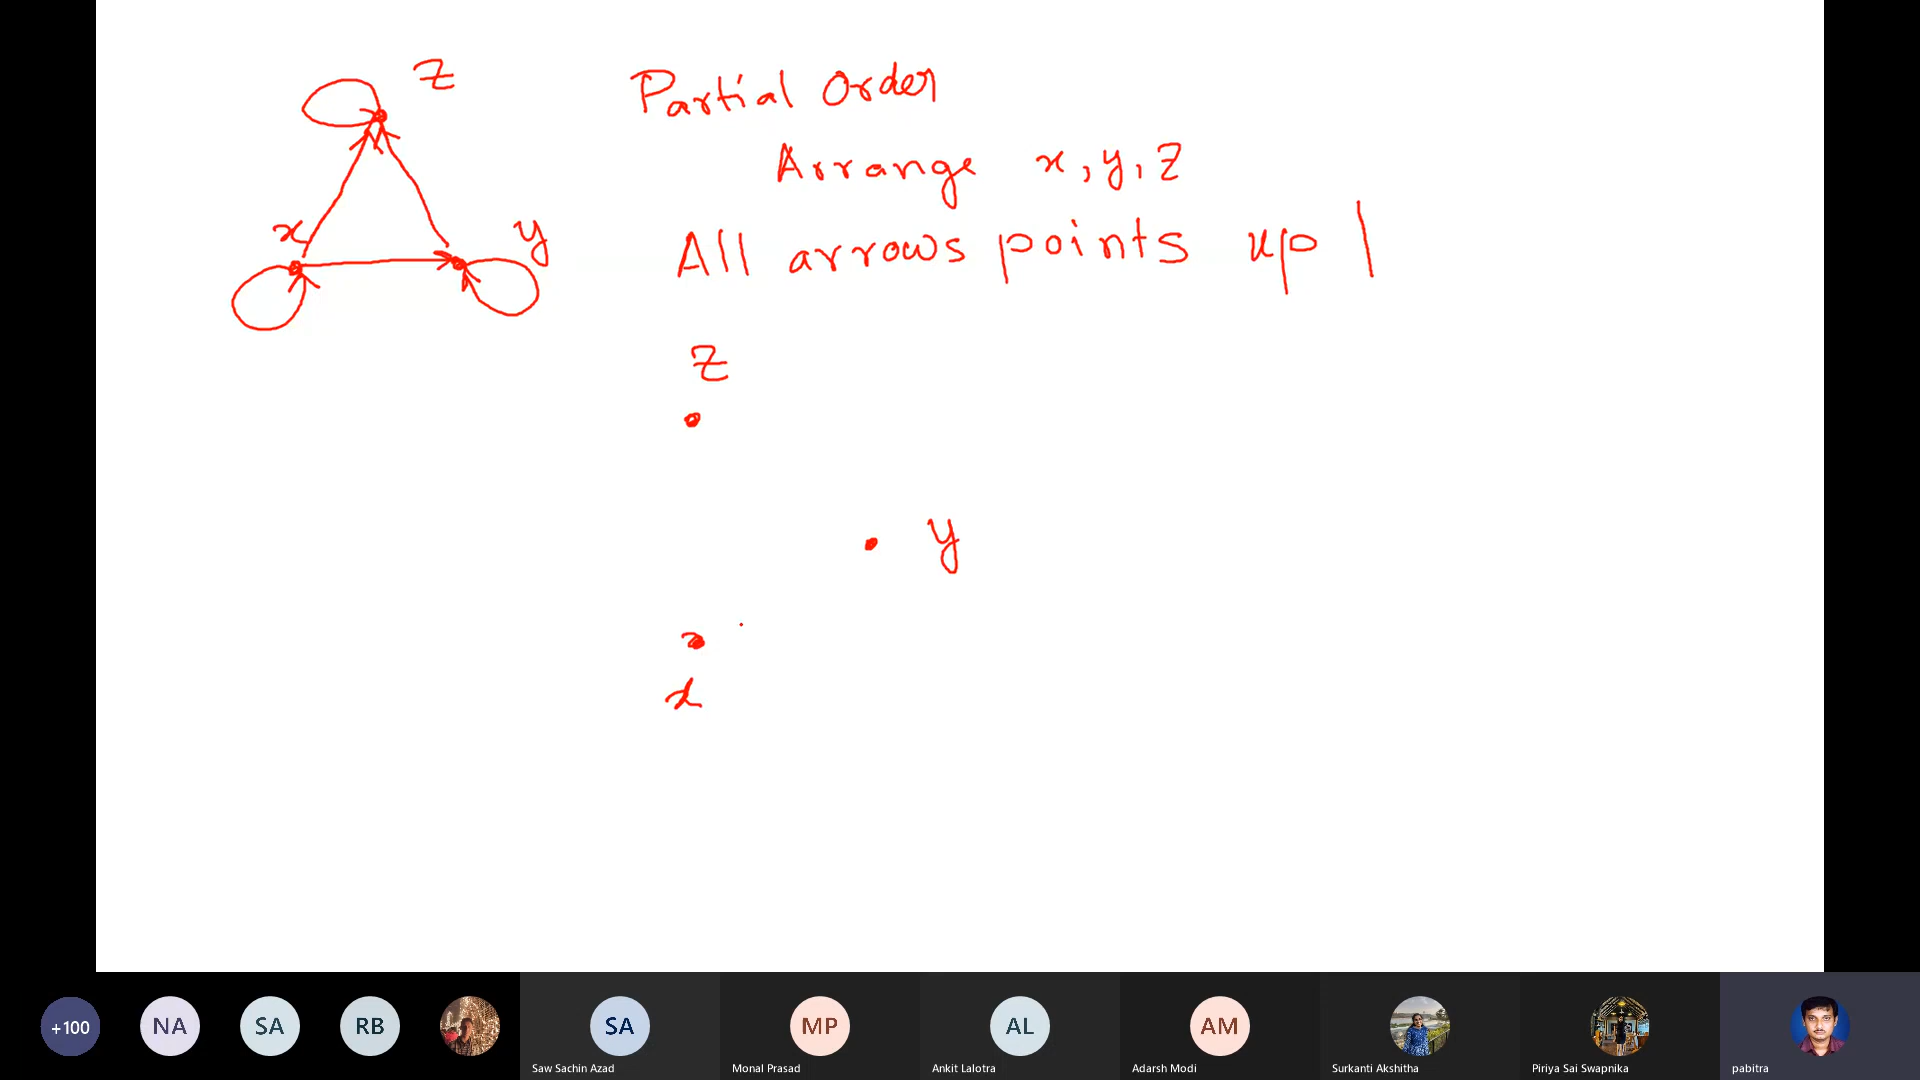 z
Partial Order
Arrange x, y, z
x
y
All arrows points up |
z
y
x
+100
NA
SA
RB
SA
MP
AL
AM
Saw Sachin Azad
Monal Prasad
Ankit Lalotra
Adarsh Modi
Surkanti Akshitha
Piriya Sai Swapnika
pabitra